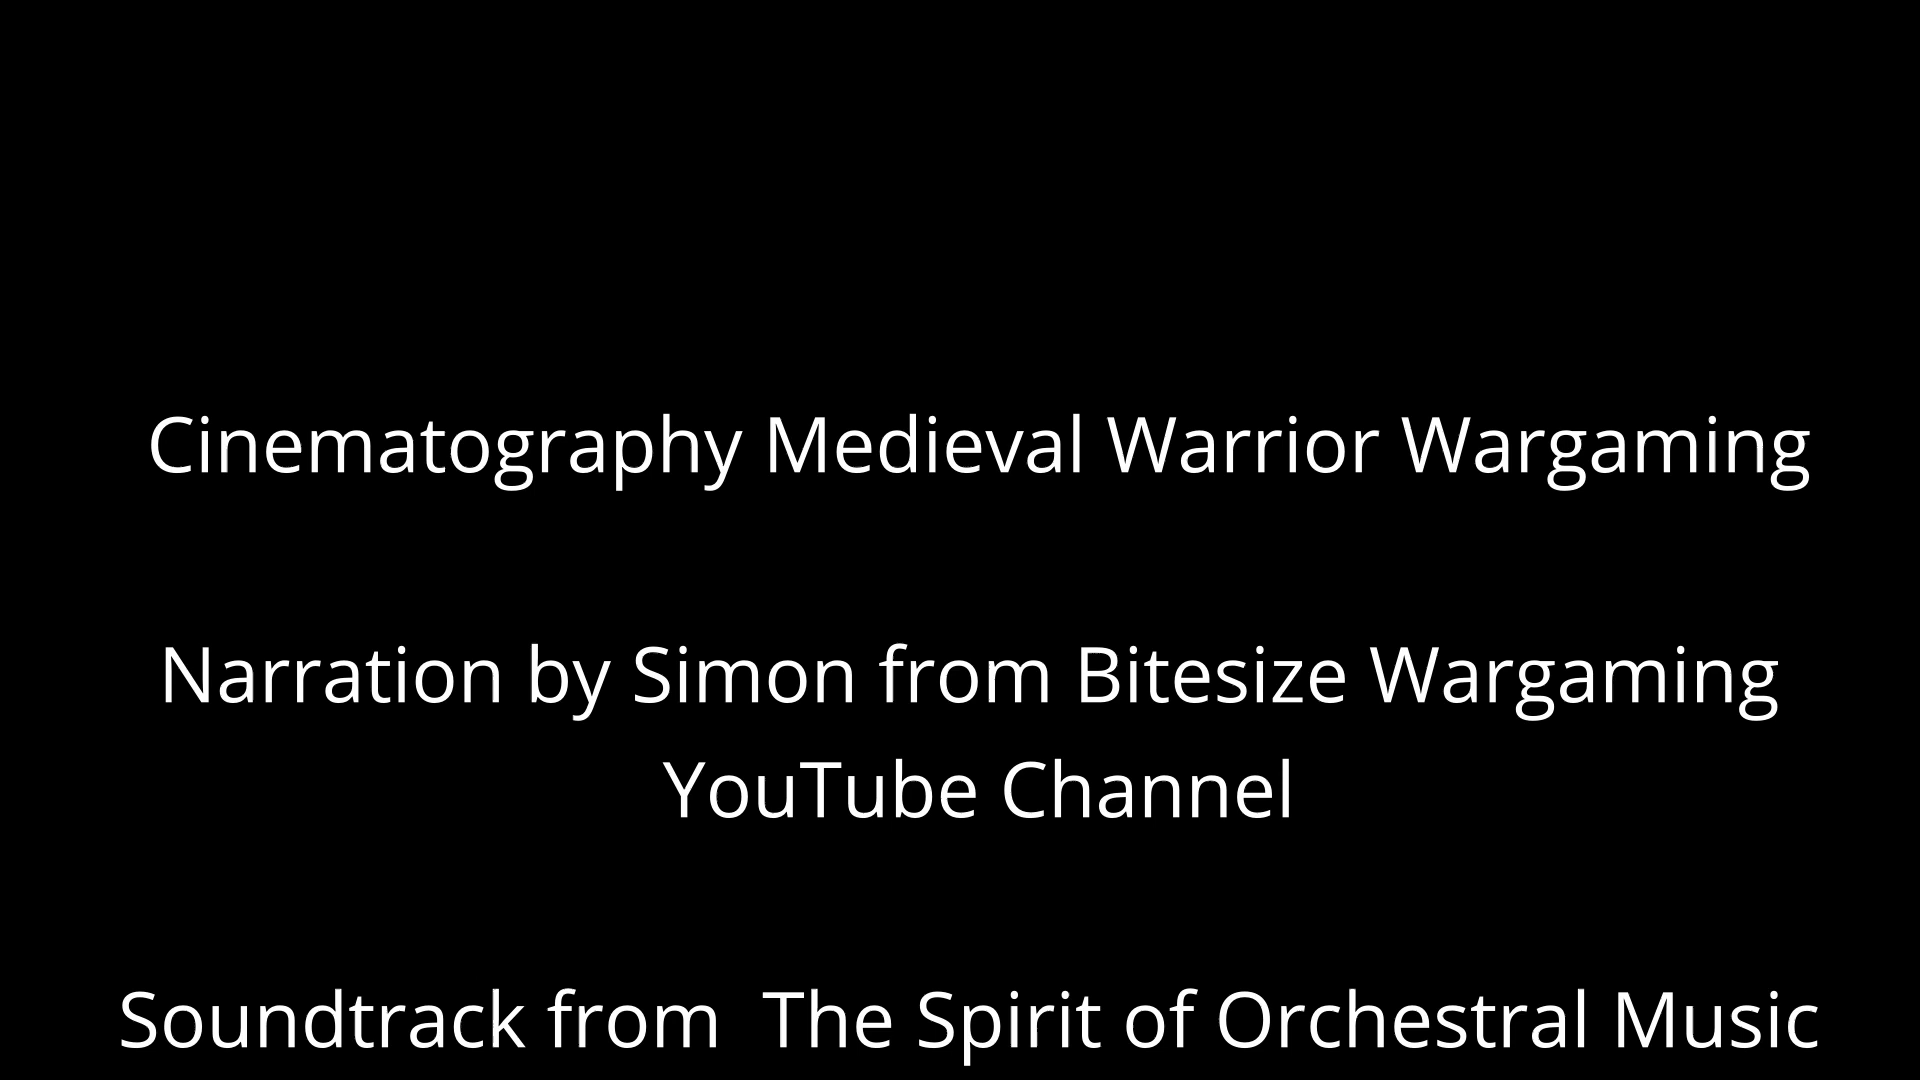 Cinematography Medieval Warrior Wargaming
Narration by Simon from Bitesize Wargaming
YouTube Channel
Soundtrack from  The Spirit of Orchestral Music